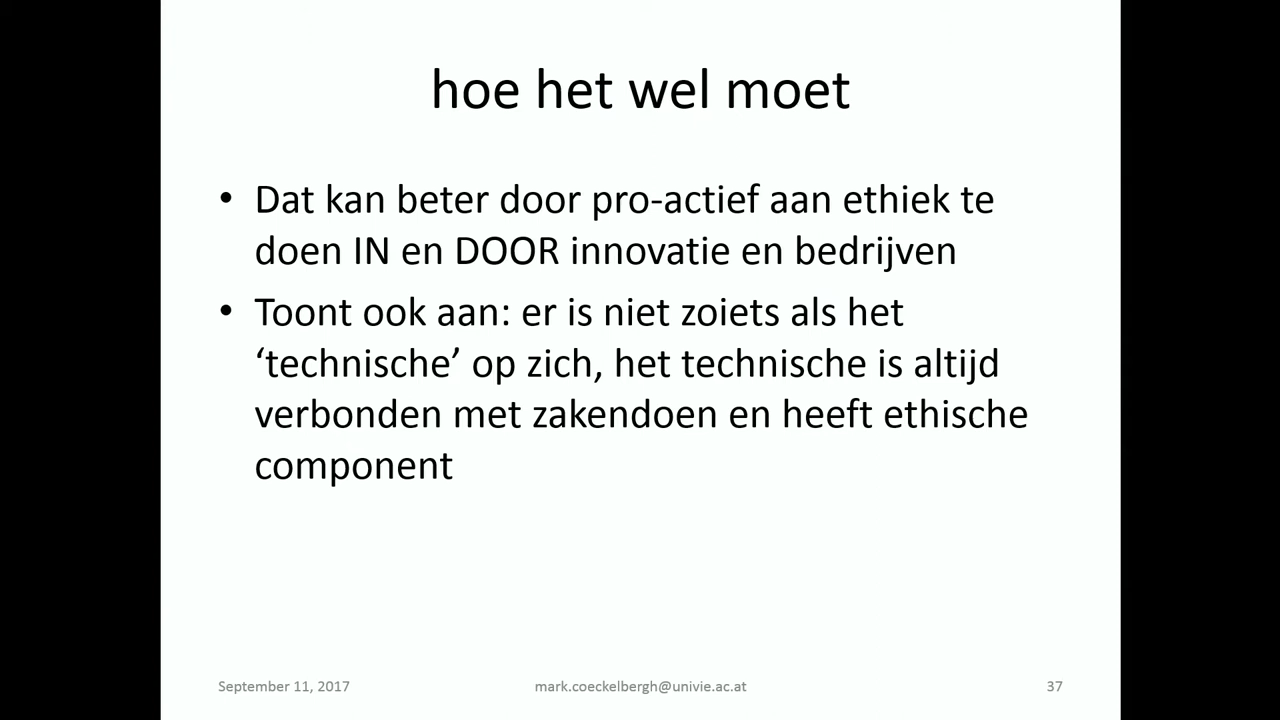 hoe het wel moet
• Dat kan beter door pro-actief aan ethiek te
doen IN en DOOR innovatie en bedrijven
• Toont ook aan: er is niet zoiets als het
‘technische’ op zich, het technische is altijd
verbonden met zakendoen en heeft ethische
component
September 11, 2017 mark.coeckelbergh@univie.ac.at 37